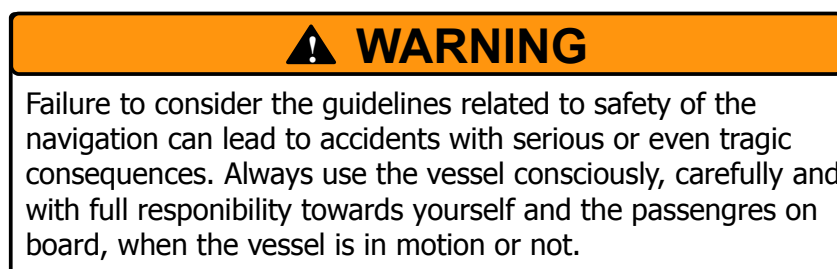 WARNING
Failure to consider the guidelines related to safety of the
navigation can lead to accidents with serious or even tragic
consequences. Always use the vessel consciously, carefully and
with full responibility towards yourself and the passengres on
board, when the vessel is in motion or not.